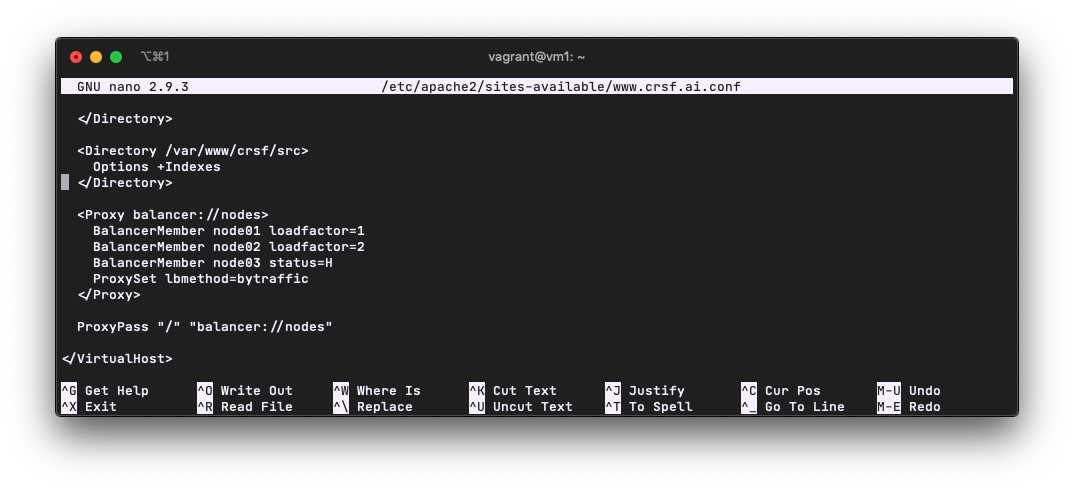 ⌥⌘1 vagrant@vm1: ~
GNU nano 2.9.3 /etc/apache2/sites-available/www.crsf.ai.conf
</Directory>
<Directory /var/www/crsf/src>
Options +Indexes
</Directory>
<Proxy balancer://nodes>
BalancerMember node01 loadfactor=1
BalancerMember node02 loadfactor=2
BalancerMember node03 status=H
ProxySet lbmethod=bytraffic
</Proxy>
ProxyPass "/" "balancer://nodes"
</VirtualHost>
^G Get Help ^O Write Out ^W Where Is ^K Cut Text ^J Justify ^C Cur Pos M-U Undo
^X Exit ^R Read File ^\ Replace ^U Uncut Text ^T To Spell ^_ Go To Line M-E Redo